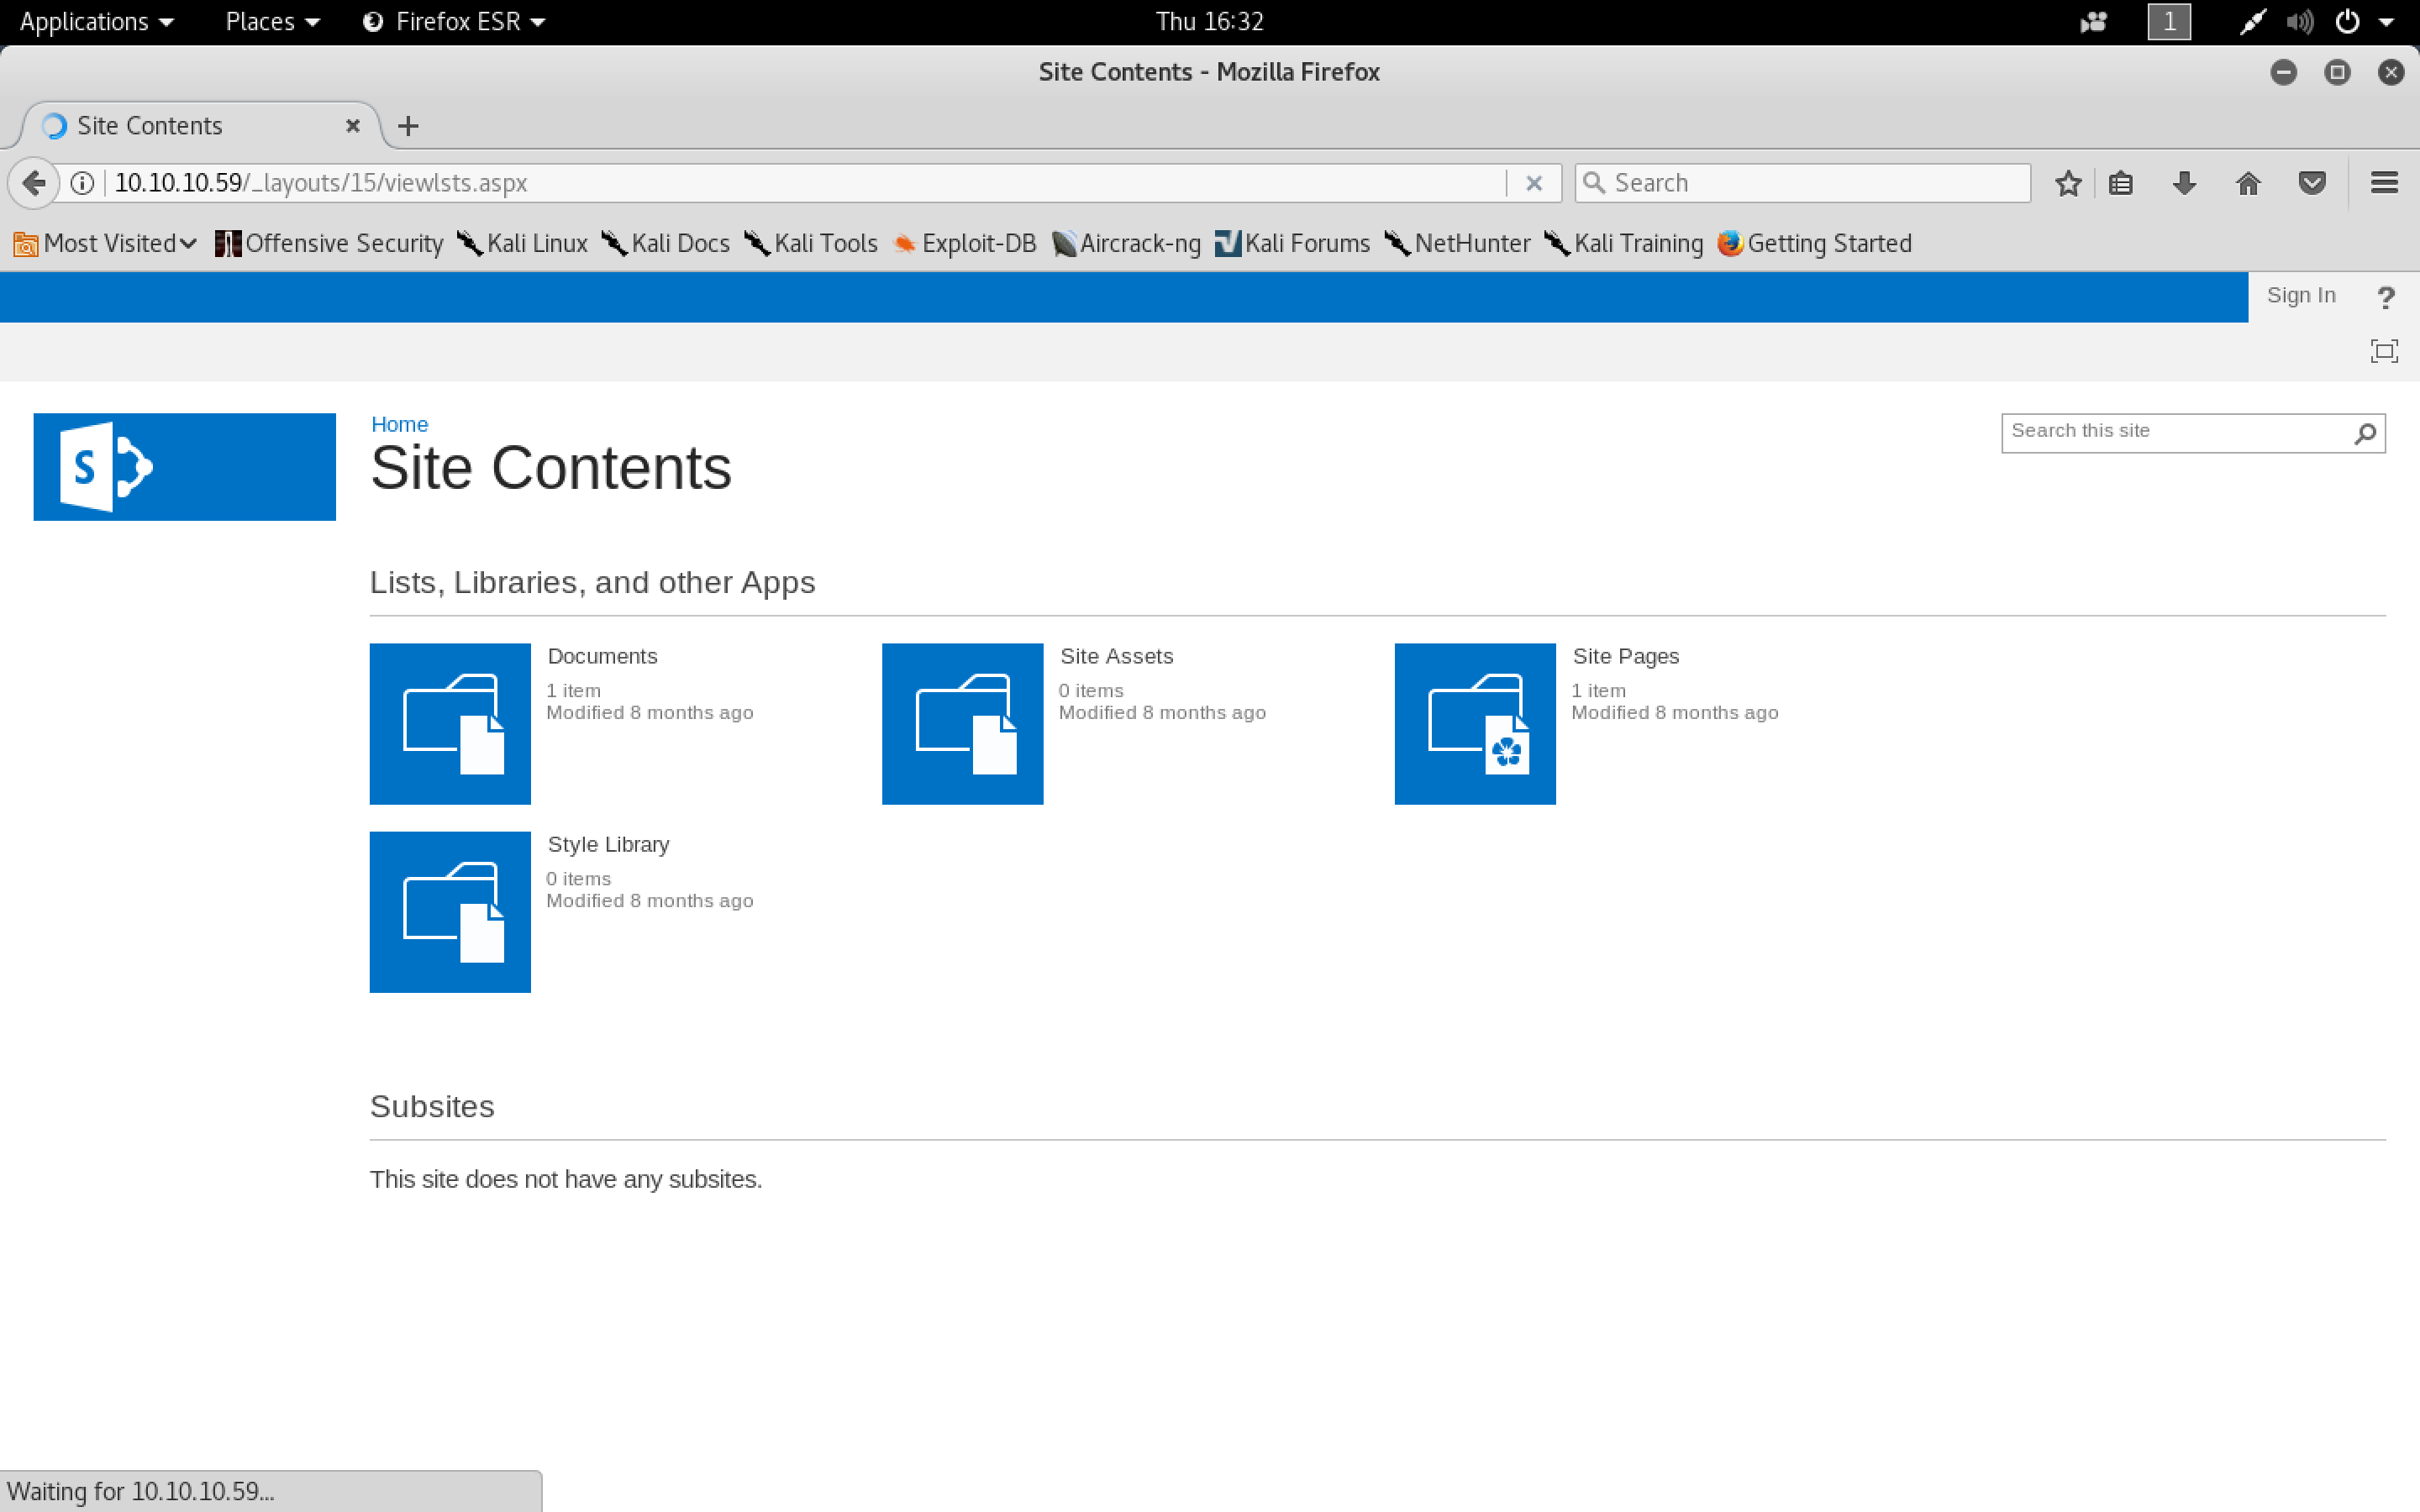 Applications Places Firefox ESR Thu 16:32 1
Site Contents - Mozilla Firefox
Site Contents
10.10.10.59/_layouts/15/viewlsts.aspx Search
Most Visited Offensive Security Kali Linux Kali Docs Kali Tools Exploit-DB Aircrack-ng Kali Forums NetHunter Kali Training Getting Started
Sign In ?
S
Home
Search this site
Site Contents
Lists, Libraries, and other Apps
Documents Site Assets Site Pages
1 item 0 items 1 item
Modified 8 months ago Modified 8 months ago Modified 8 months ago
Style Library
0 items
Modified 8 months ago
Subsites
This site does not have any subsites.
Waiting for 10.10.10.59...